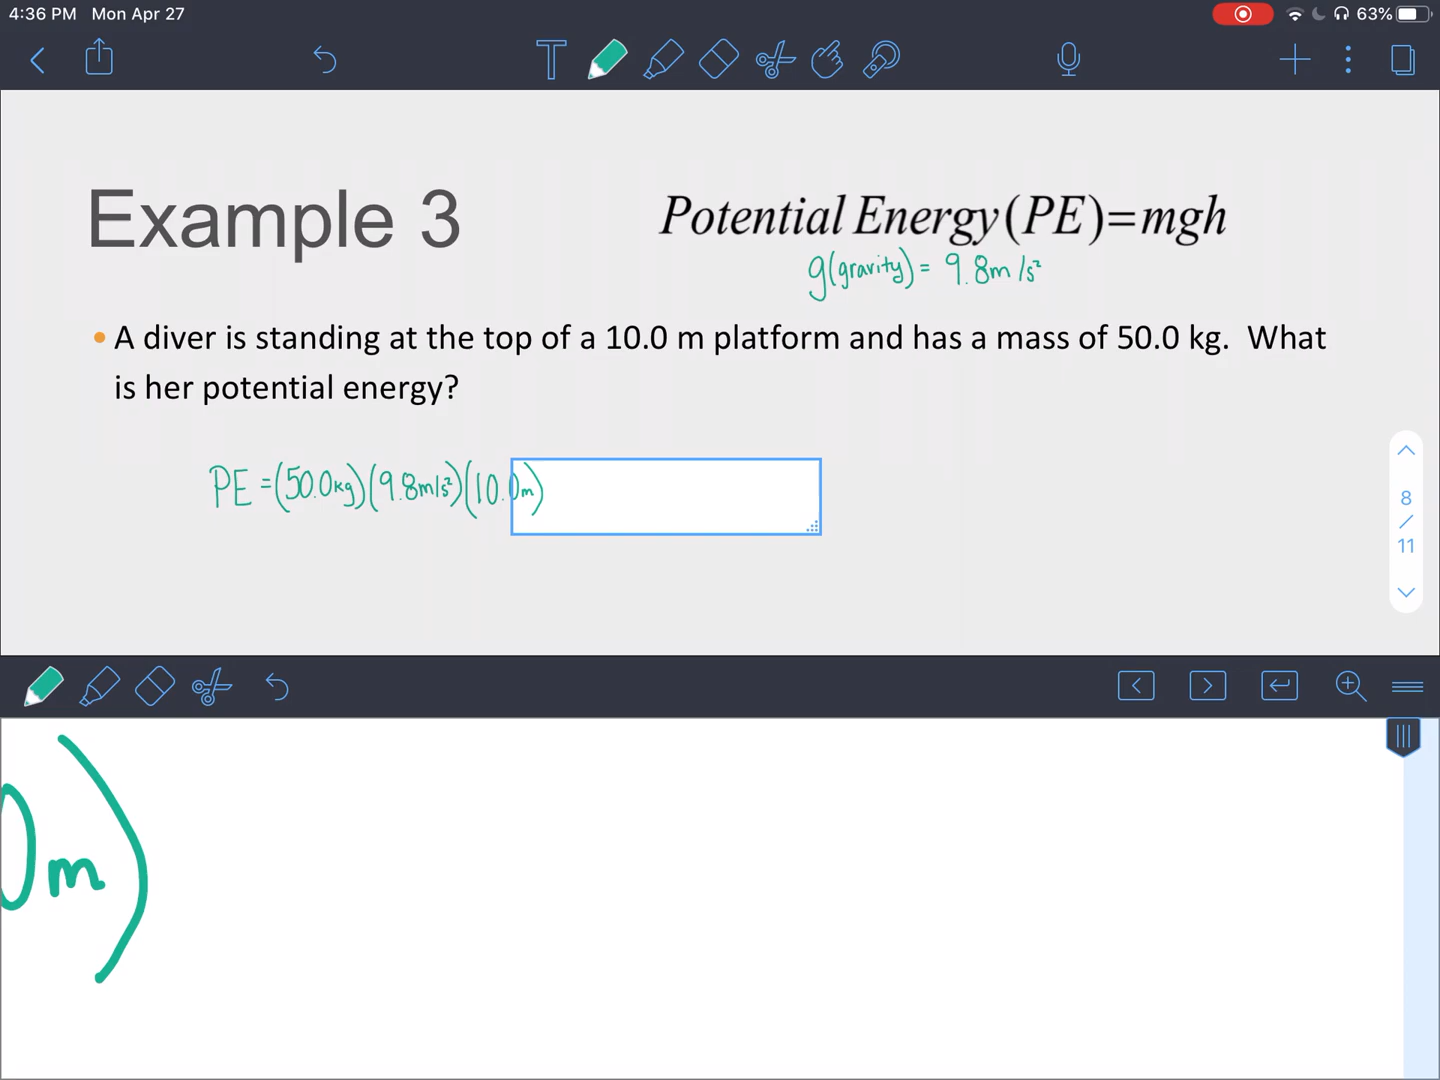 4:36 PM Mon Apr 27
63%
T
Example 3
Potential Energy (PE)=mgh
g(gravity) = 9.8m/s²
• A diver is standing at the top of a 10.0 m platform and has a mass of 50.0 kg. What
is her potential energy?
PE = (50.0kg)(9.8m/s²)(10.0m)
8
/
11
0m)